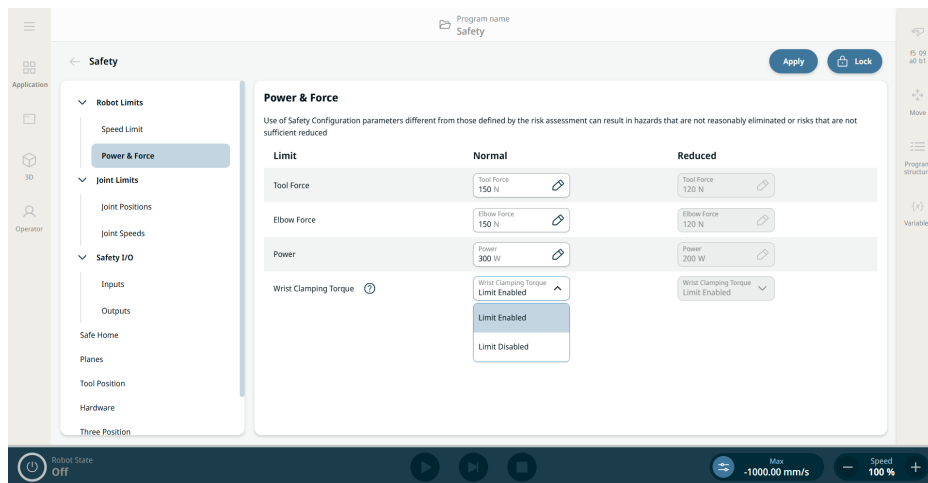 Program name
Safety
Safety
Apply
Lock
f5 09
a0 b1
Application
3D
Operator
Move
Program
structur
{x}
Variable
Robot Limits
Speed Limit
Power & Force
Joint Limits
Joint Positions
Joint Speeds
Safety I/O
Inputs
Outputs
Safe Home
Planes
Tool Position
Hardware
Three Position
Power & Force
Use of Safety Configuration parameters different from those defined by the risk assessment can result in hazards that are not reasonably eliminated or risks that are not
sufficient reduced
Limit Normal Reduced
Tool Force
Tool Force
150 N
Tool Force
120 N
Elbow Force
Elbow Force
150 N
Elbow Force
120 N
Power
Power
300 W
Power
200 W
Wrist Clamping Torque ?
Wrist Clamping Torque
Limit Enabled
Wrist Clamping Torque
Limit Enabled
Limit Enabled
Limit Disabled
Robot State
Off
Max
-1000.00 mm/s
Speed
100 %